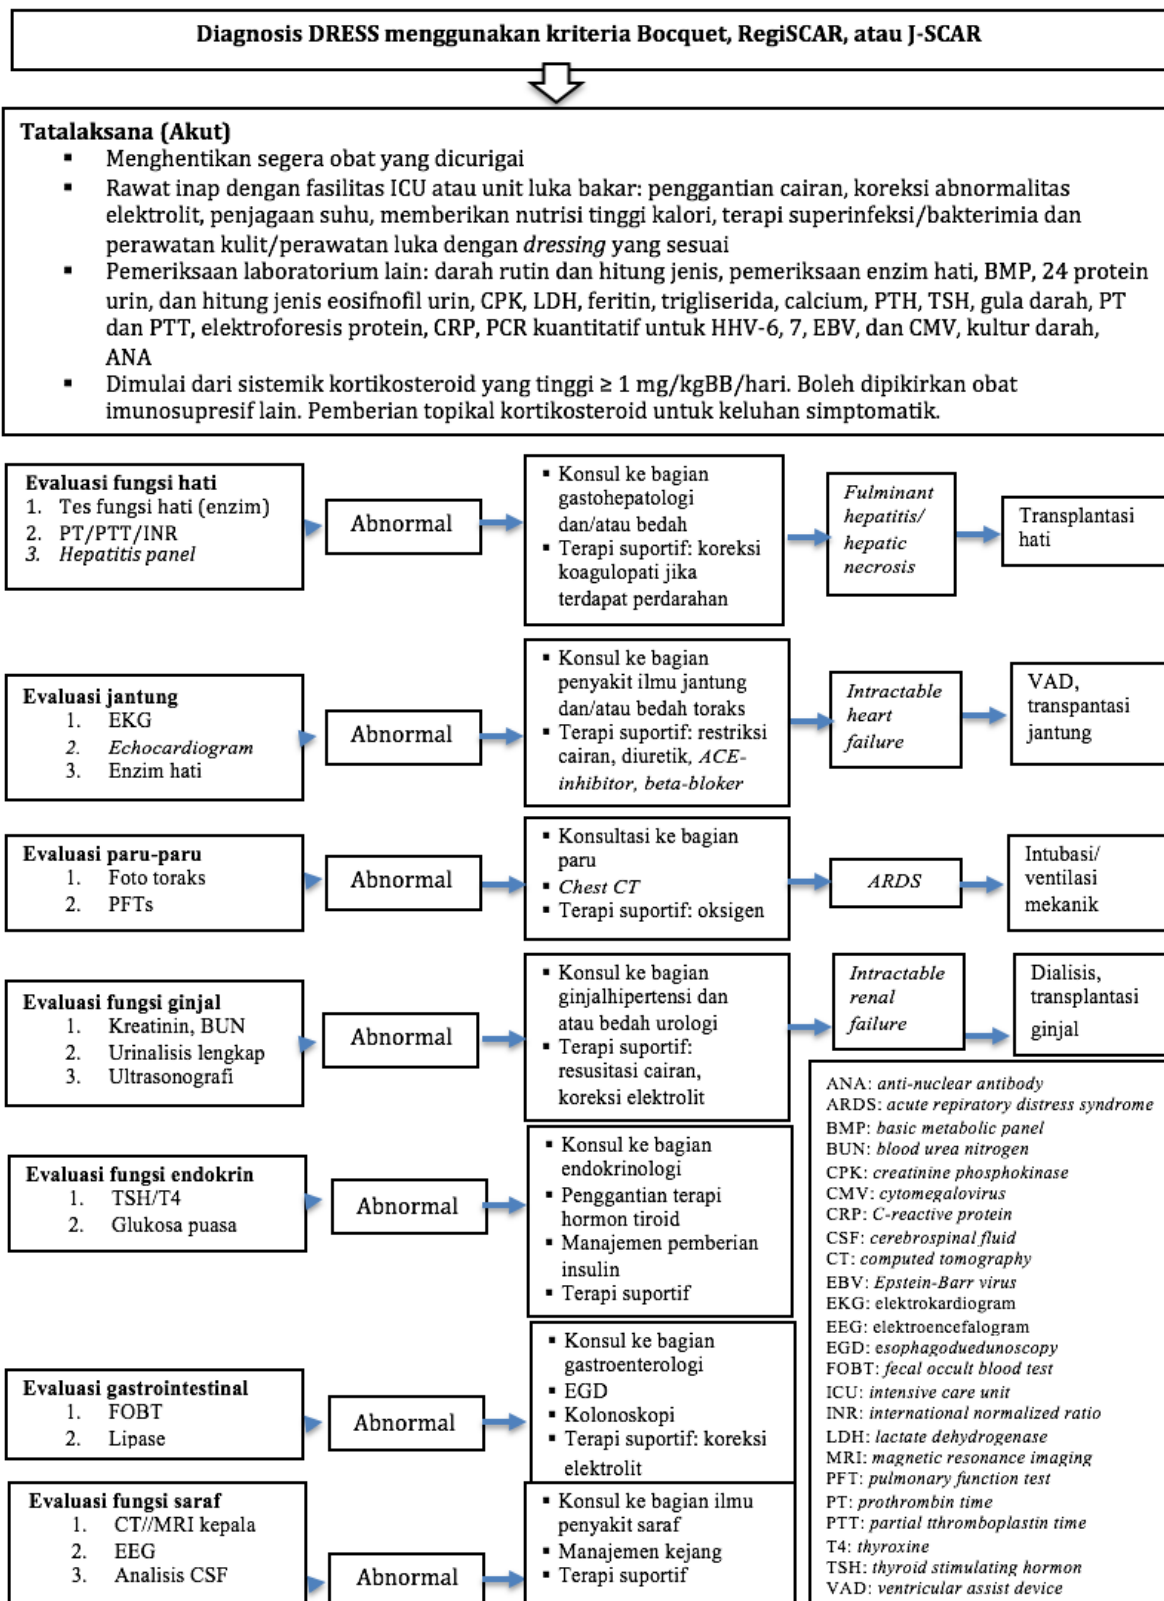 Diagnosis DRESS menggunakan kriteria Bocquet, RegiSCAR, atau J-SCAR
Tatalaksana (Akut)
▪ Menghentikan segera obat yang dicurigai
▪ Rawat inap dengan fasilitas ICU atau unit luka bakar: penggantian cairan, koreksi abnormalitas
elektrolit, penjagaan suhu, memberikan nutrisi tinggi kalori, terapi superinfeksi/bakterimia dan
perawatan kulit/perawatan luka dengan dressing yang sesuai
▪ Pemeriksaan laboratorium lain: darah rutin dan hitung jenis, pemeriksaan enzim hati, BMP, 24 protein
urin, dan hitung jenis eosifnofil urin, CPK, LDH, feritin, trigliserida, calcium, PTH, TSH, gula darah, PT
dan PTT, elektroforesis protein, CRP, PCR kuantitatif untuk HHV-6, 7, EBV, dan CMV, kultur darah,
ANA
▪ Dimulai dari sistemik kortikosteroid yang tinggi ≥ 1 mg/kgBB/hari. Boleh dipikirkan obat
imunosupresif lain. Pemberian topikal kortikosteroid untuk keluhan simptomatik.
Evaluasi fungsi hati
1. Tes fungsi hati (enzim)
2. PT/PTT/INR
3. Hepatitis panel
Abnormal
▪ Konsul ke bagian
gastohepatologi
dan/atau bedah
▪ Terapi suportif: koreksi
koagulopati jika
terdapat perdarahan
Fulminant
hepatitis/
hepatic
necrosis
Transplantasi
hati
Evaluasi jantung
1. EKG
2. Echocardiogram
3. Enzim hati
Abnormal
▪ Konsul ke bagian
penyakit ilmu jantung
dan/atau bedah toraks
▪ Terapi suportif: restriksi
cairan, diuretik, ACE-
inhibitor, beta-bloker
Intractable
heart
failure
VAD,
transpantasi
jantung
Evaluasi paru-paru
1. Foto toraks
2. PFTs
Abnormal
▪ Konsultasi ke bagian
paru
▪ Chest CT
▪ Terapi suportif: oksigen
ARDS
Intubasi/
ventilasi
mekanik
Evaluasi fungsi ginjal
1. Kreatinin, BUN
2. Urinalisis lengkap
3. Ultrasonografi
Abnormal
▪ Konsul ke bagian
ginjalhipertensi dan
atau bedah urologi
▪ Terapi suportif:
resusitasi cairan,
koreksi elektrolit
Intractable
renal
failure
Dialisis,
transplantasi
ginjal
Evaluasi fungsi endokrin
1. TSH/T4
2. Glukosa puasa
Abnormal
▪ Konsul ke bagian
endokrinologi
▪ Penggantian terapi
hormon tiroid
▪ Manajemen pemberian
insulin
▪ Terapi suportif
Evaluasi gastrointestinal
1. FOBT
2. Lipase
Abnormal
▪ Konsul ke bagian
gastroenterologi
▪ EGD
▪ Kolonoskopi
▪ Terapi suportif: koreksi
elektrolit
Evaluasi fungsi saraf
1. CT//MRI kepala
2. EEG
3. Analisis CSF
Abnormal
▪ Konsul ke bagian ilmu
penyakit saraf
▪ Manajemen kejang
▪ Terapi suportif
ANA: anti-nuclear antibody
ARDS: acute repiratory distress syndrome
BMP: basic metabolic panel
BUN: blood urea nitrogen
CPK: creatinine phosphokinase
CMV: cytomegalovirus
CRP: C-reactive protein
CSF: cerebrospinal fluid
CT: computed tomography
EBV: Epstein-Barr virus
EKG: elektrokardiogram
EEG: elektroencefalogram
EGD: esophagoduedunoscopy
FOBT: fecal occult blood test
ICU: intensive care unit
INR: international normalized ratio
LDH: lactate dehydrogenase
MRI: magnetic resonance imaging
PFT: pulmonary function test
PT: prothrombin time
PTT: partial tthromboplastin time
T4: thyroxine
TSH: thyroid stimulating hormon
VAD: ventricular assist device